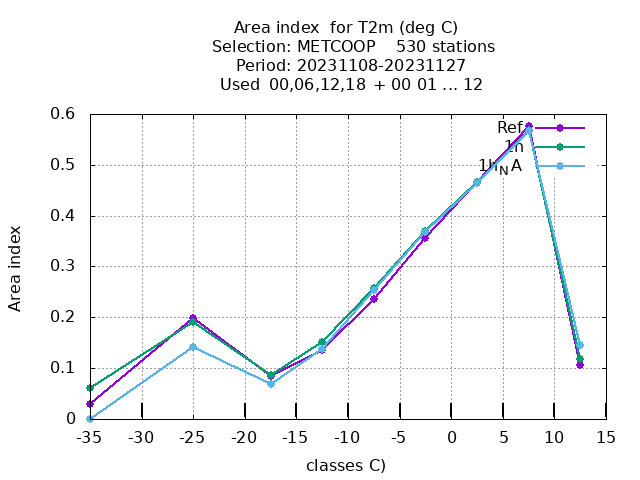 Area index  for T2m (deg C)
Selection: METCOOP    530 stations
Period: 20231108-20231127
Used  00,06,12,18  + 00 01 ... 12
0.6
0.5
0.4
0.3
0.2
0.1
0
Area index
Ref
1h
1h_NA
-35 -30 -25 -20 -15 -10 -5 0 5 10 15
classes C)